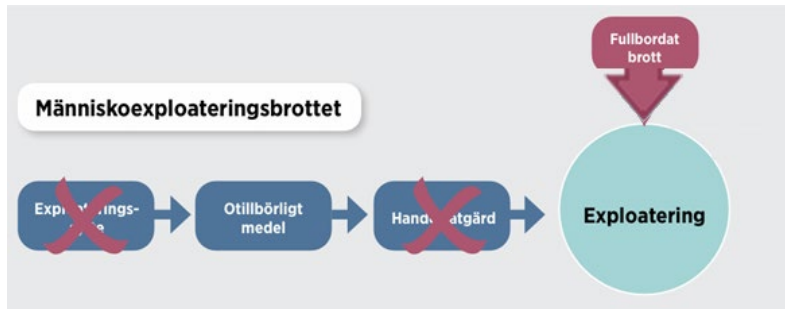 Fullbordat
brott
Människoexploateringsbrottet
Otillbörligt
medel
Exploatering